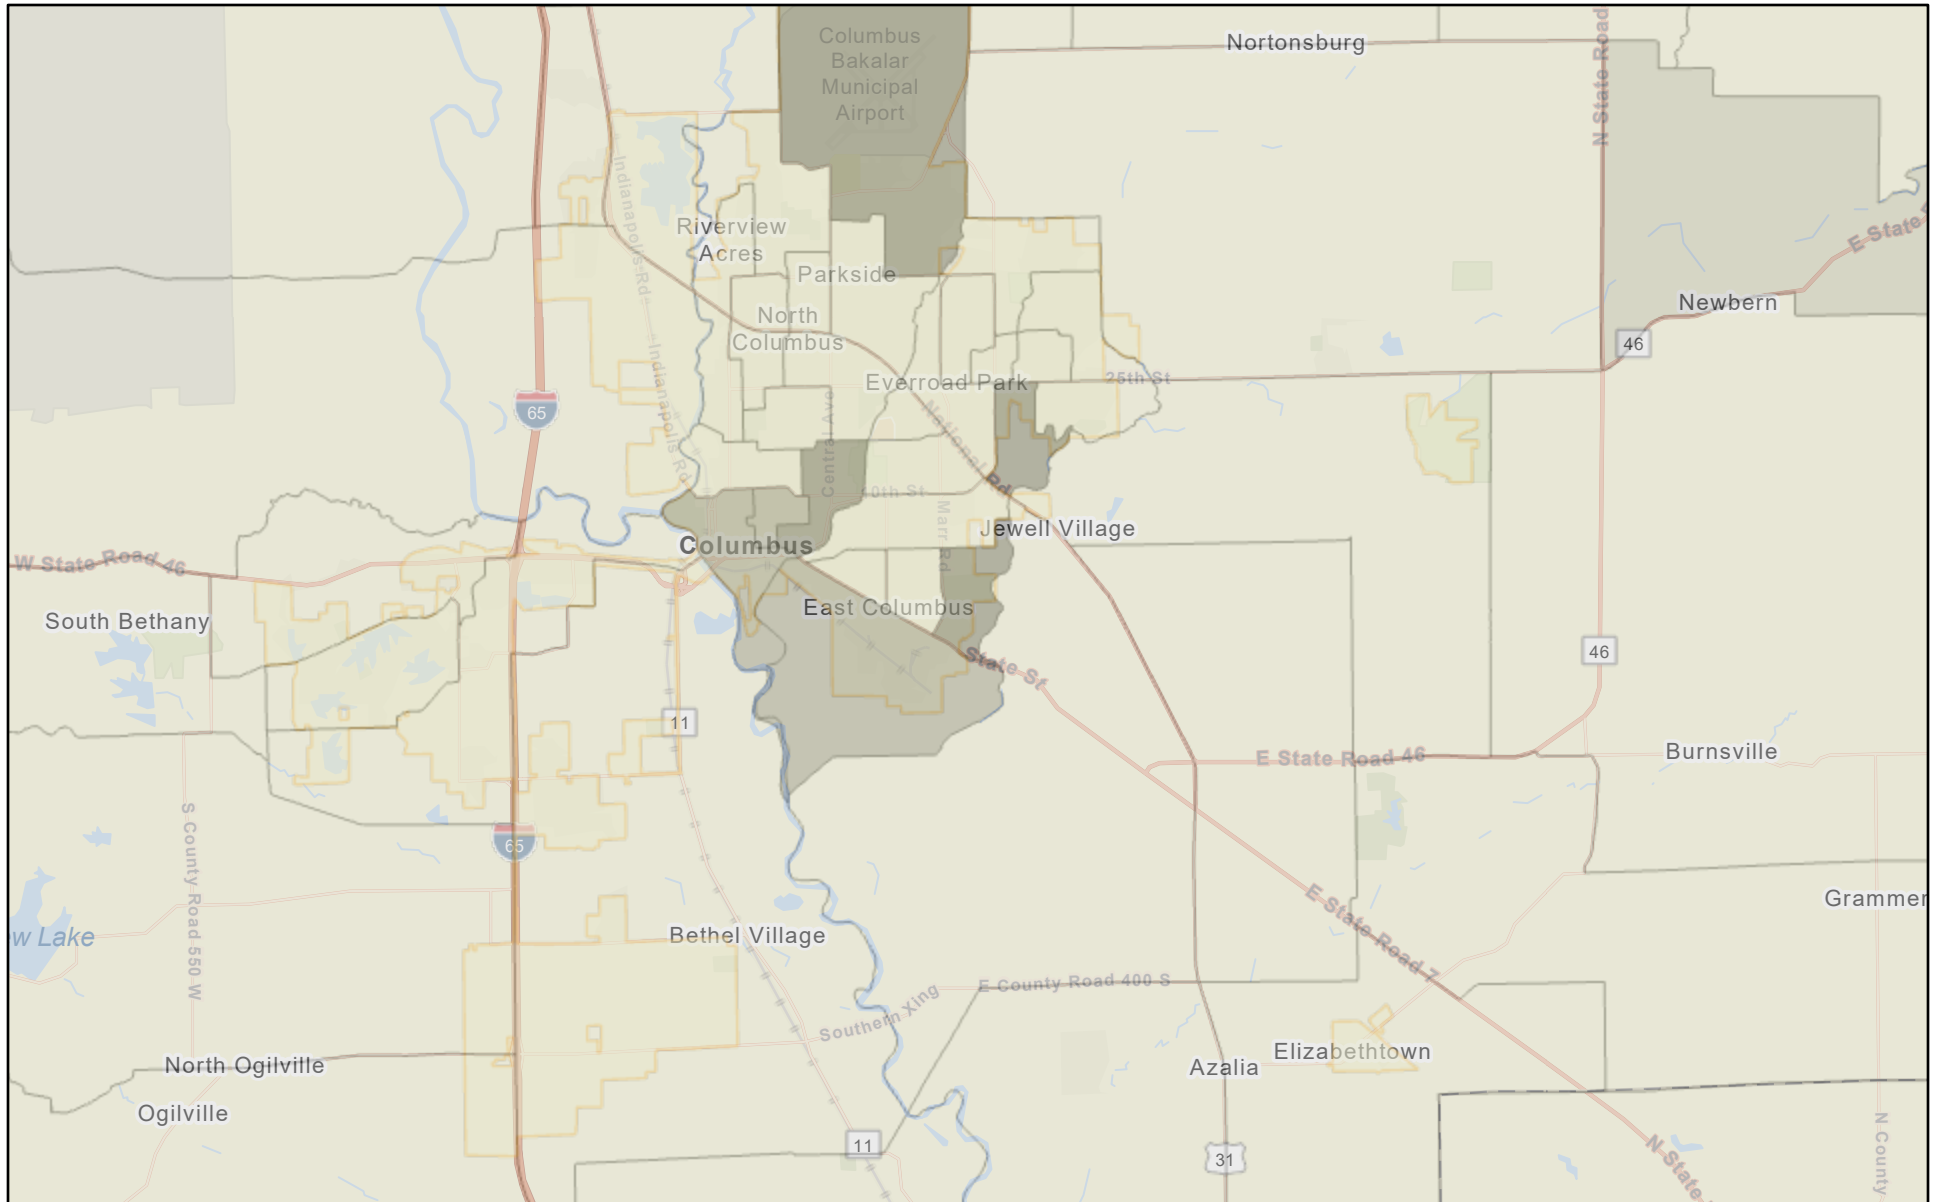 Columbus
Bakalar
Municipal
Airport
Nortonsburg
N State Road
Indianapolis Rd
Riverview
Acres
E State
Parkside
Newbern
North
Columbus
46
Indianapolis Rd
Everroad Park
25th St
65
Central Ave
National Rd
10th St
Marr Rd
Jewell Village
Columbus
W State Road 46
South Bethany
East Columbus
46
State St
11
E State Road 46
Burnsville
S County Road 550 W
65
Grammer
w Lake
E State Road 7
Bethel Village
E County Road 400 S
Southern Xing
North Ogilville
Azalia
Elizabethtown
Ogilville
11
31
N State
N County